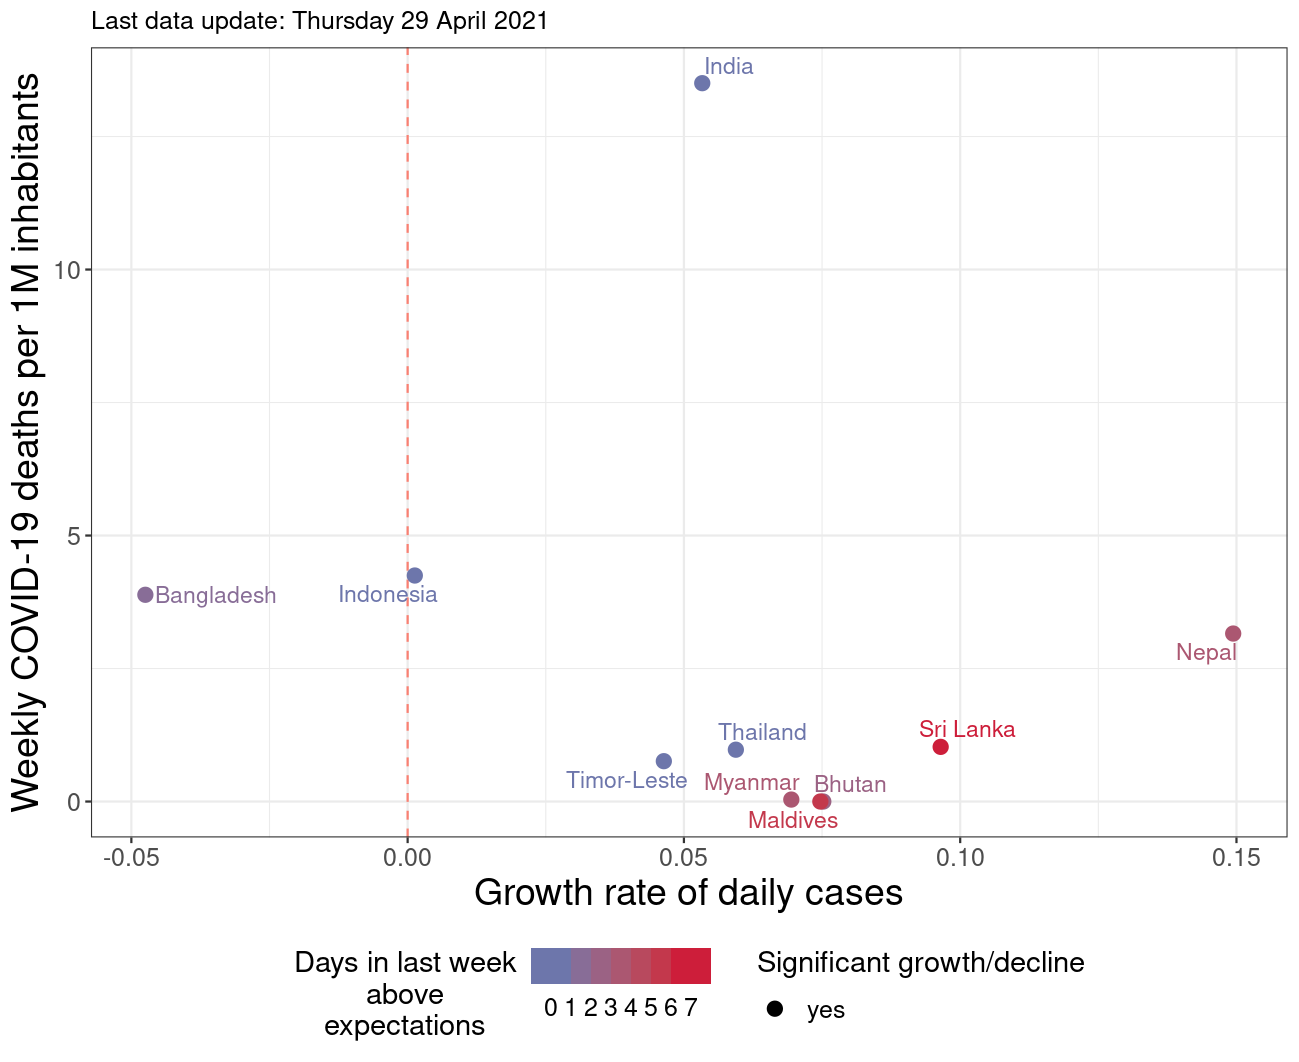 Last data update: Thursday 29 April 2021
Weekly COVID-19 deaths per 1M inhabitants
10
5
0
India
Bangladesh
Indonesia
Nepal
Sri Lanka
Thailand
Timor-Leste
Myanmar
Bhutan
Maldives
-0.05
0.00
0.05
0.10
0.15
Growth rate of daily cases
Days in last week
above
expectations
0 1 2 3 4 5 6 7
Significant growth/decline
yes